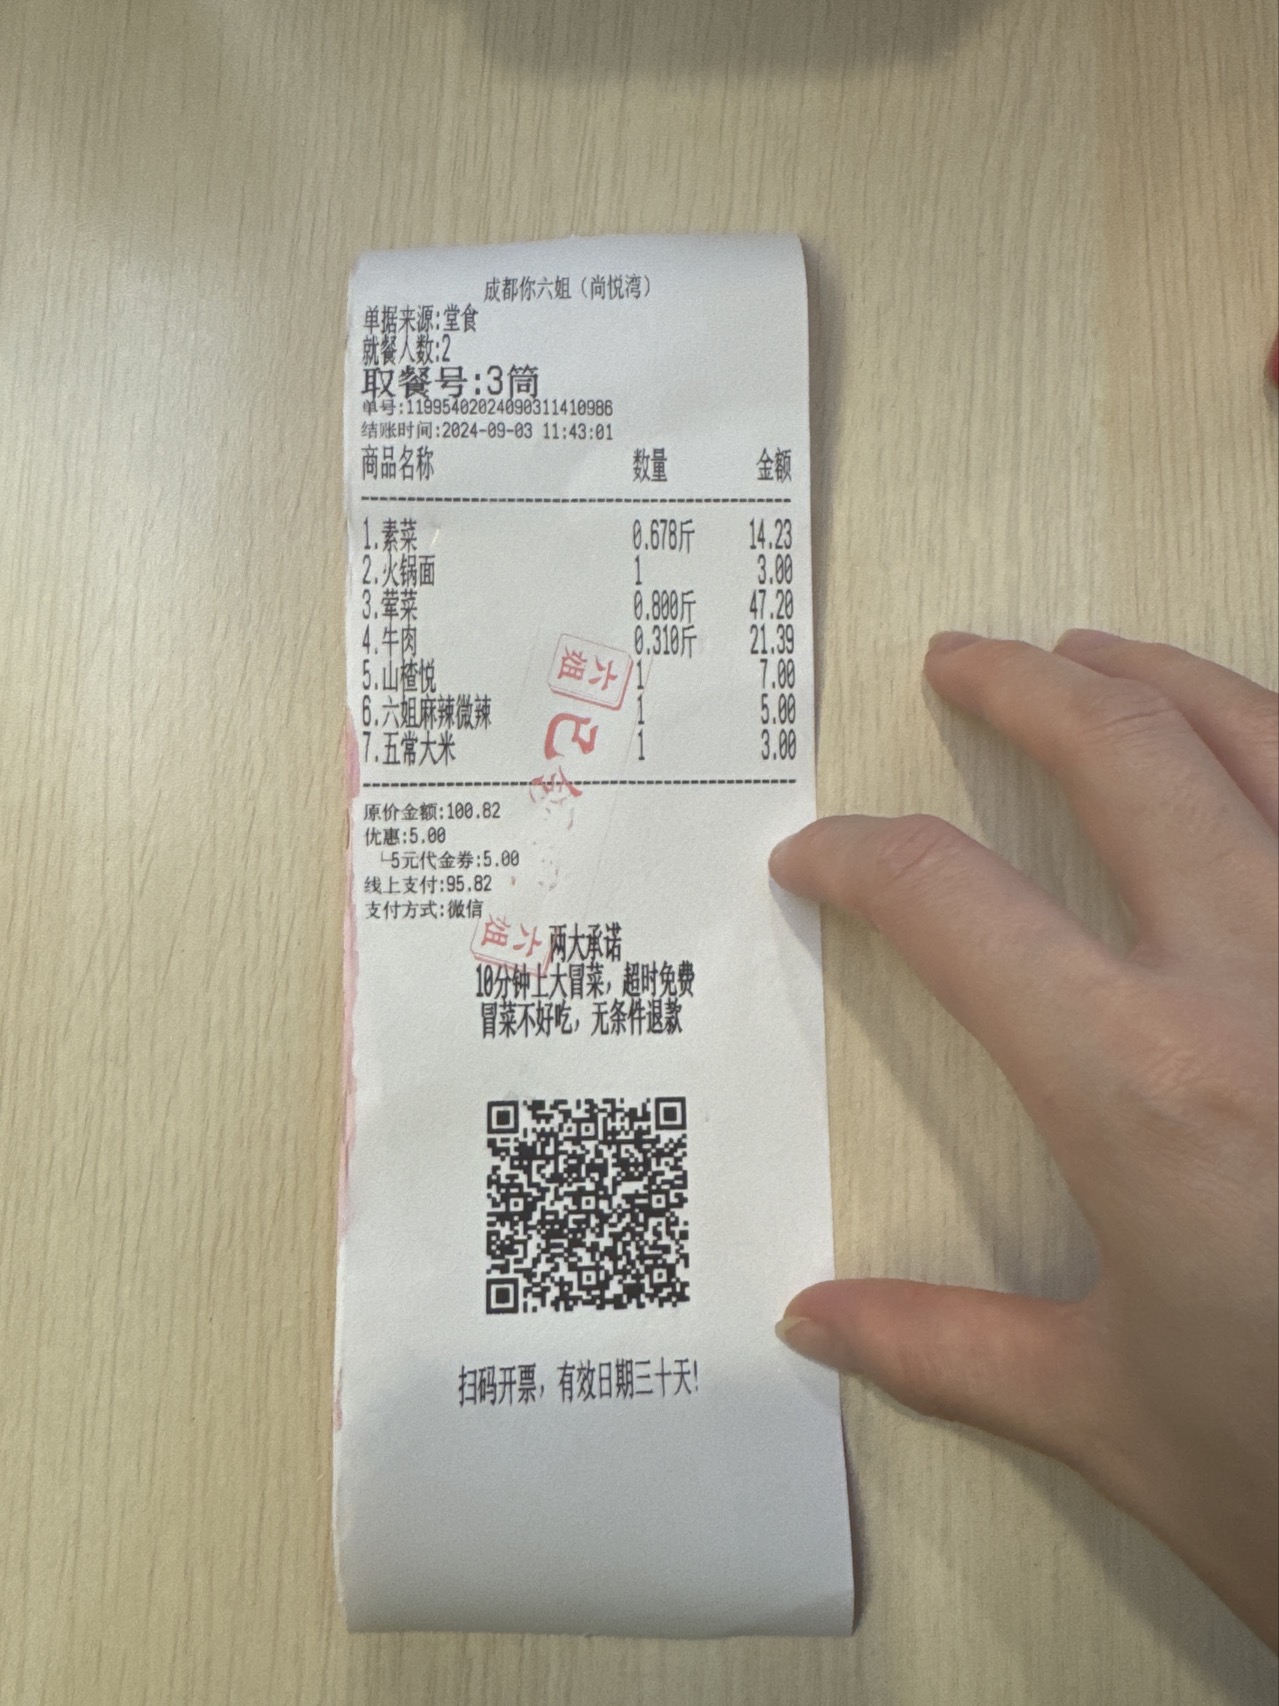 成都你六姐（尚悦湾）
单据来源:堂食
就餐人数:2
取餐号:3筒
单号:11995402024090311410986
结账时间:2024-09-03 11:43:01
商品名称 数量 金额
1.素菜 0.678斤 14.23
2.火锅面 1 3.00
3.荤菜 0.800斤 47.20
4.牛肉 0.310斤 21.39
5.山楂悦 1 7.00
6.六姐麻辣微辣 1 5.00
7.五常大米 1 3.00
六姐
已
原价金额:100.82
优惠:5.00
└5元代金券:5.00
线上支付:95.82
支付方式:微信
六姐
两大承诺
10分钟上大冒菜，超时免费
冒菜不好吃，无条件退款
扫码开票，有效日期三十天!